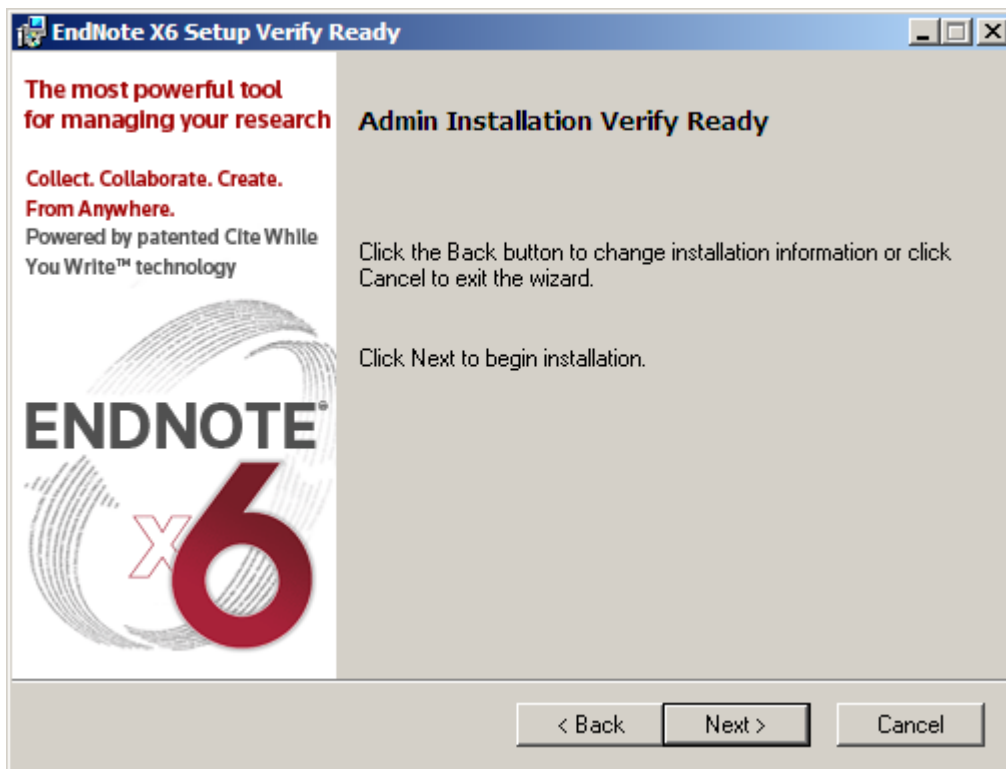 EndNote X6 Setup Verify Ready
The most powerful tool
for managing your research
Collect. Collaborate. Create.
From Anywhere.
Powered by patented Cite While
You Write™ technology
ENDNOTE®
x6
Admin Installation Verify Ready
Click the Back button to change installation information or click
Cancel to exit the wizard.
Click Next to begin installation.
< Back Next > Cancel